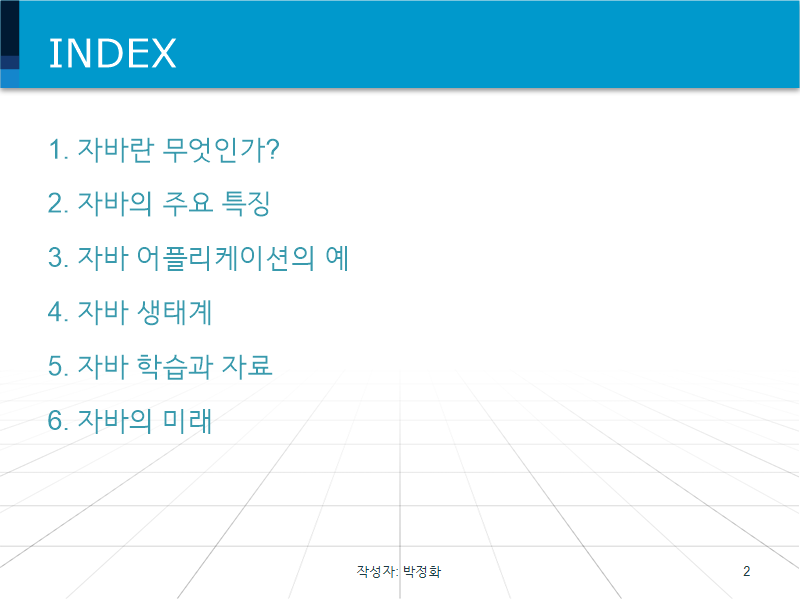 INDEX
1. 자바란 무엇인가?
2. 자바의 주요 특징
3. 자바 어플리케이션의 예
4. 자바 생태계
5. 자바 학습과 자료
6. 자바의 미래
작성자: 박정화
2